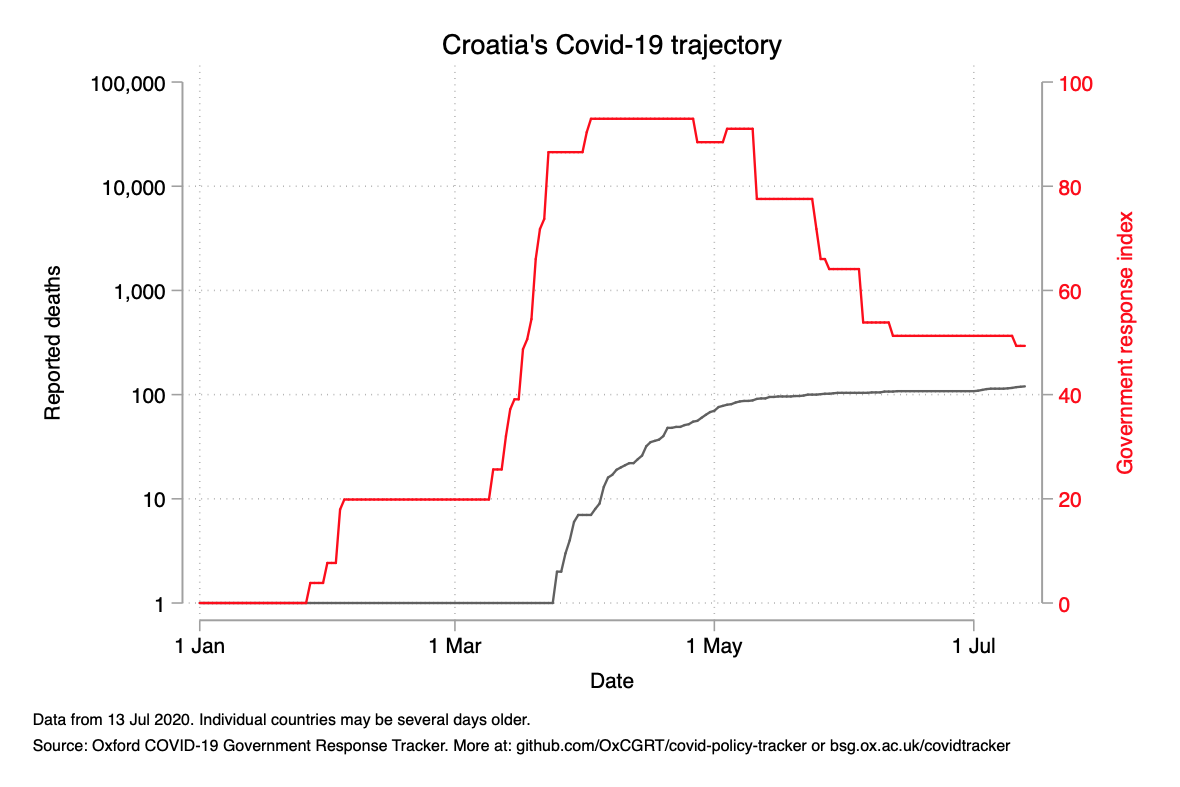 Croatia's Covid-19 trajectory
100,000
10,000
1,000
100
10
1
Reported deaths
100
80
60
40
20
0
Government response index
1 Jan
1 Mar
1 May
1 Jul
Date
Data from 13 Jul 2020. Individual countries may be several days older.
Source: Oxford COVID-19 Government Response Tracker. More at: github.com/OxCGRT/covid-policy-tracker or bsg.ox.ac.uk/covidtracker